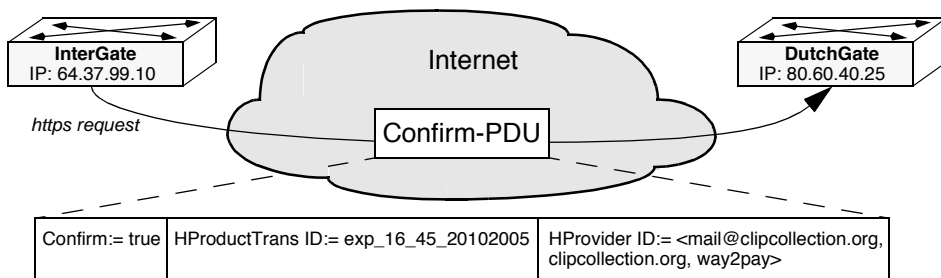 InterGate
IP: 64.37.99.10
Internet
DutchGate
IP: 80.60.40.25
https request
Confirm-PDU
Confirm:= true
HProductTrans ID:= exp_16_45_20102005
HProvider ID:= <mail@clipcollection.org,
clipcollection.org, way2pay>